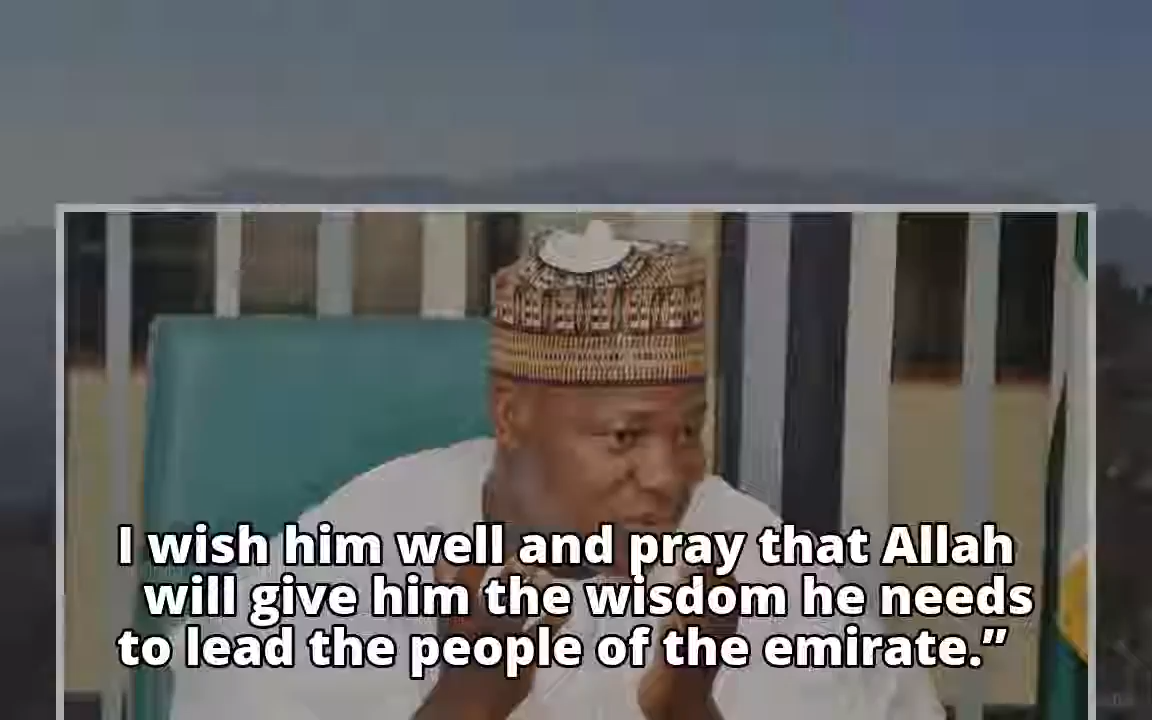 I wish him well and pray that Allah
will give him the wisdom he needs
to lead the people of the emirate.”